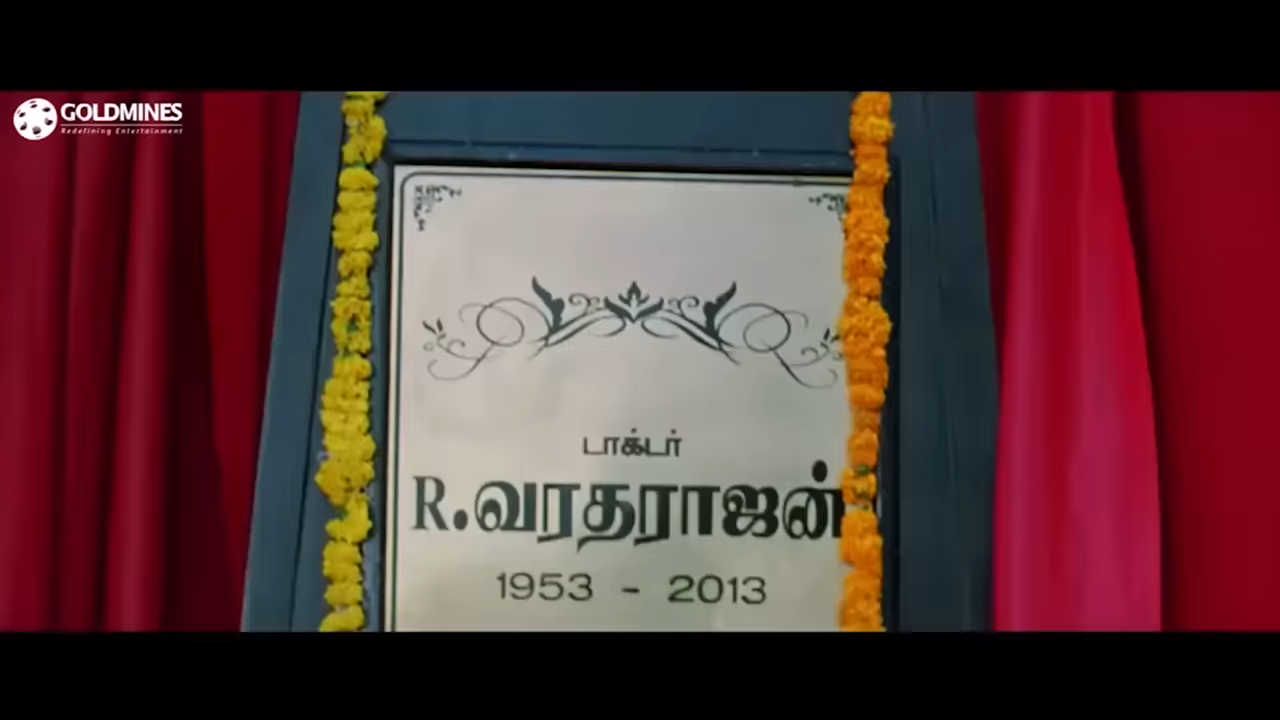 GOLDMINES
Redefining Entertainment
டாக்டர்
R.வரதராஜன்
1953 - 2013